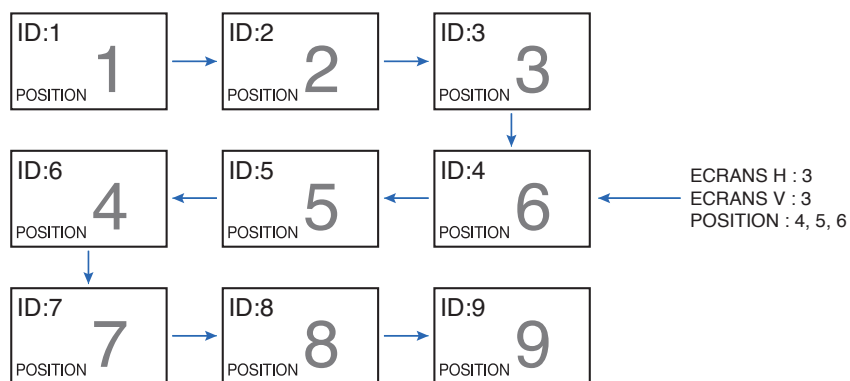 ID:1
POSITION 1
ID:2
POSITION 2
ID:3
POSITION 3
ID:6
POSITION 4
ID:5
POSITION 5
ID:4
POSITION 6
ECRANS H : 3
ECRANS V : 3
POSITION : 4, 5, 6
ID:7
POSITION 7
ID:8
POSITION 8
ID:9
POSITION 9